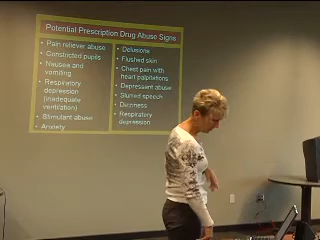 Potential Prescription Drug Abuse Signs
• Pain reliever abuse
• Constricted pupils
• Nausea and
vomiting
• Respiratory
depression
(inadequate
ventilation)
• Stimulant abuse
• Anxiety
• Delusions
• Flushed skin
• Chest pain with
heart palpitations
• Depressant abuse
• Slurred speech
• Dizziness
• Respiratory
depression